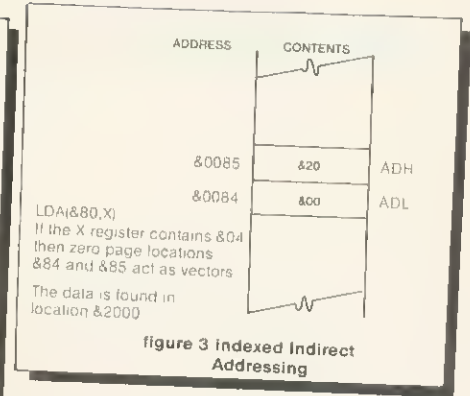 ADDRESS CONTENTS
&0085 &20 ADH
&0084 &00 ADL
LDA(&80,X)
If the X register contains &04
then zero page locations
&84 and &85 act as vectors
The data is found in
location &2000
figure 3 indexed Indirect
Addressing